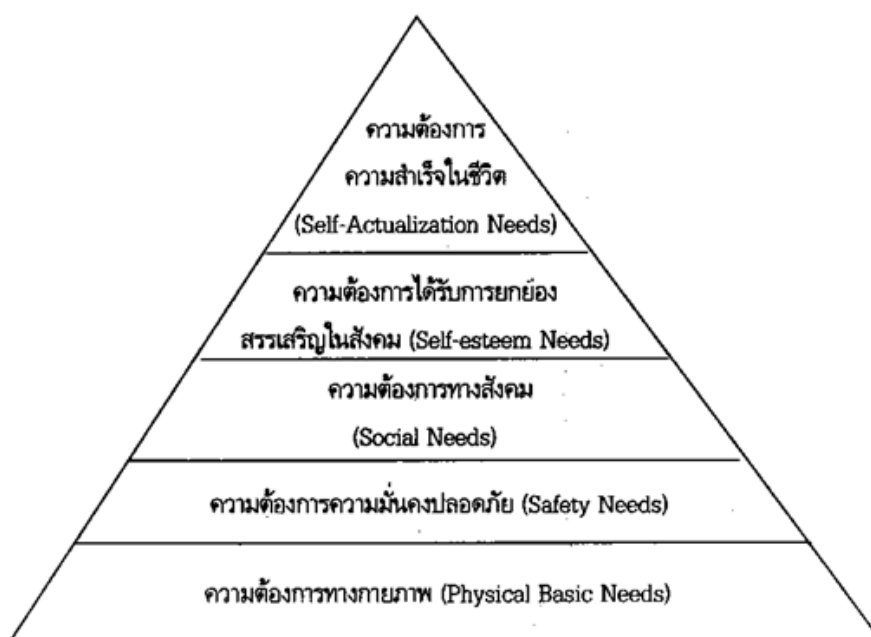 ความต้องการ
ความสำเร็จในชีวิต
(Self-Actualization Needs)
ความต้องการได้รับการยกย่อง
สรรเสริญในสังคม (Self-esteem Needs)
ความต้องการทางสังคม
(Social Needs)
ความต้องการความมั่นคงปลอดภัย (Safety Needs)
ความต้องการทางกายภาพ (Physical Basic Needs)